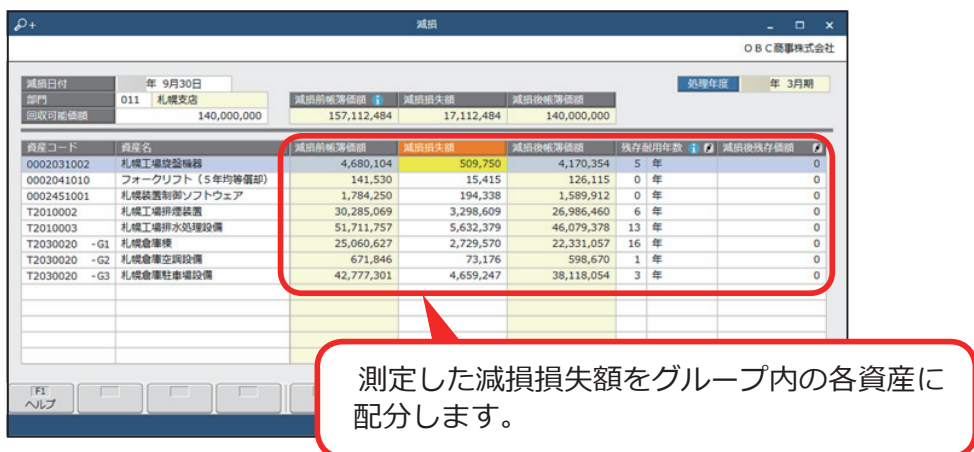 減損
OBC商事株式会社
減損日付 年 9月30日 処理年度 年 3月期
部門 011 札幌支店 減損前帳簿価額 減損損失額 減損後帳簿価額
回収可能価額 140,000,000 157,112,484 17,112,484 140,000,000
資産コード 資産名 減損前帳簿価額 減損損失額 減損後帳簿価額 残存耐用年数 減損後残存価額
0002031002 札幌工場旋盤機器 4,680,104 509,750 4,170,354 5 年 0
0002041010 フォークリフト(5年均等償却) 141,530 15,415 126,115 0 年 0
0002451001 札幌装置制御ソフトウェア 1,784,250 194,338 1,589,912 0 年 0
T2010002 札幌工場排煙装置 30,285,069 3,298,609 26,986,460 6 年 0
T2010003 札幌工場排水処理設備 51,711,757 5,632,379 46,079,378 13 年 0
T2030020 -G1 札幌倉庫棟 25,060,627 2,729,570 22,331,057 16 年 0
T2030020 -G2 札幌倉庫空調設備 671,846 73,176 598,670 1 年 0
T2030020 -G3 札幌倉庫駐車場設備 42,777,301 4,659,247 38,118,054 3 年 0
測定した減損損失額をグループ内の各資産に
配分します。
F1
ヘルプ